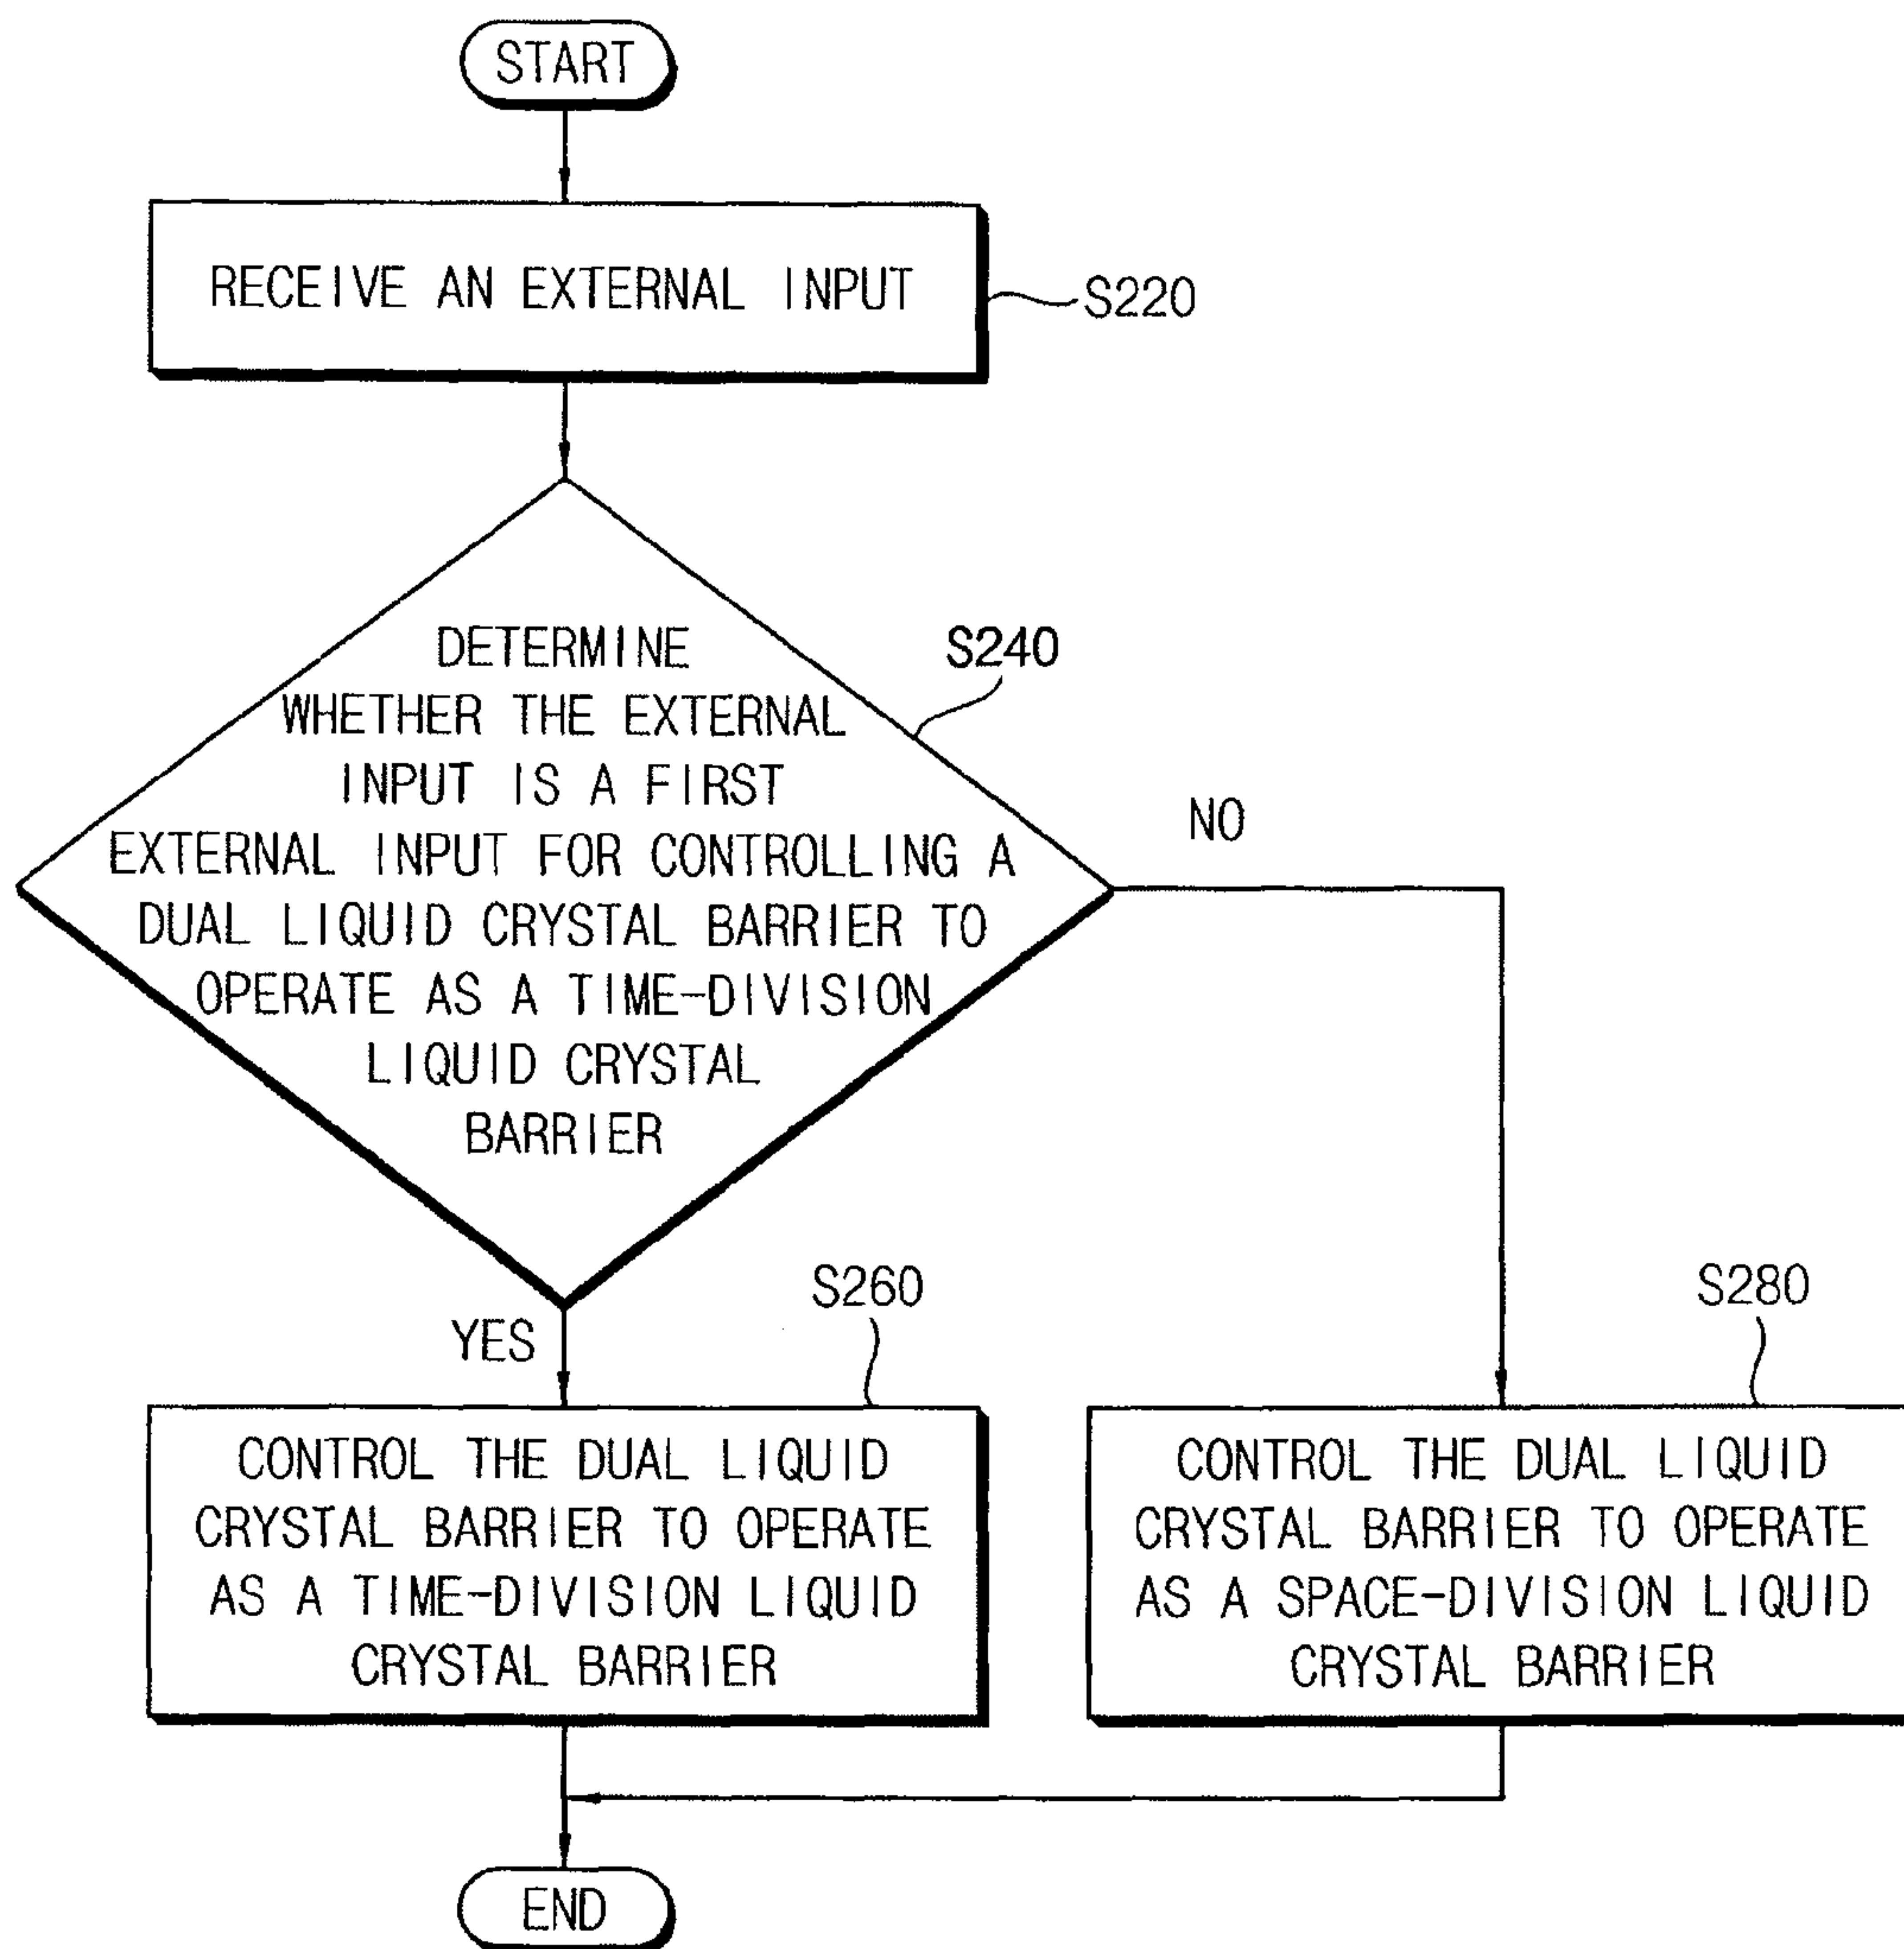 START
RECEIVE AN EXTERNAL INPUT
S220
DETERMINE
WHETHER THE EXTERNAL
INPUT IS A FIRST
EXTERNAL INPUT FOR CONTROLLING A
DUAL LIQUID CRYSTAL BARRIER TO
OPERATE AS A TIME-DIVISION
LIQUID CRYSTAL
BARRIER
S240
NO
YES
S260
CONTROL THE DUAL LIQUID
CRYSTAL BARRIER TO OPERATE
AS A TIME-DIVISION LIQUID
CRYSTAL BARRIER
S280
CONTROL THE DUAL LIQUID
CRYSTAL BARRIER TO OPERATE
AS A SPACE-DIVISION LIQUID
CRYSTAL BARRIER
END